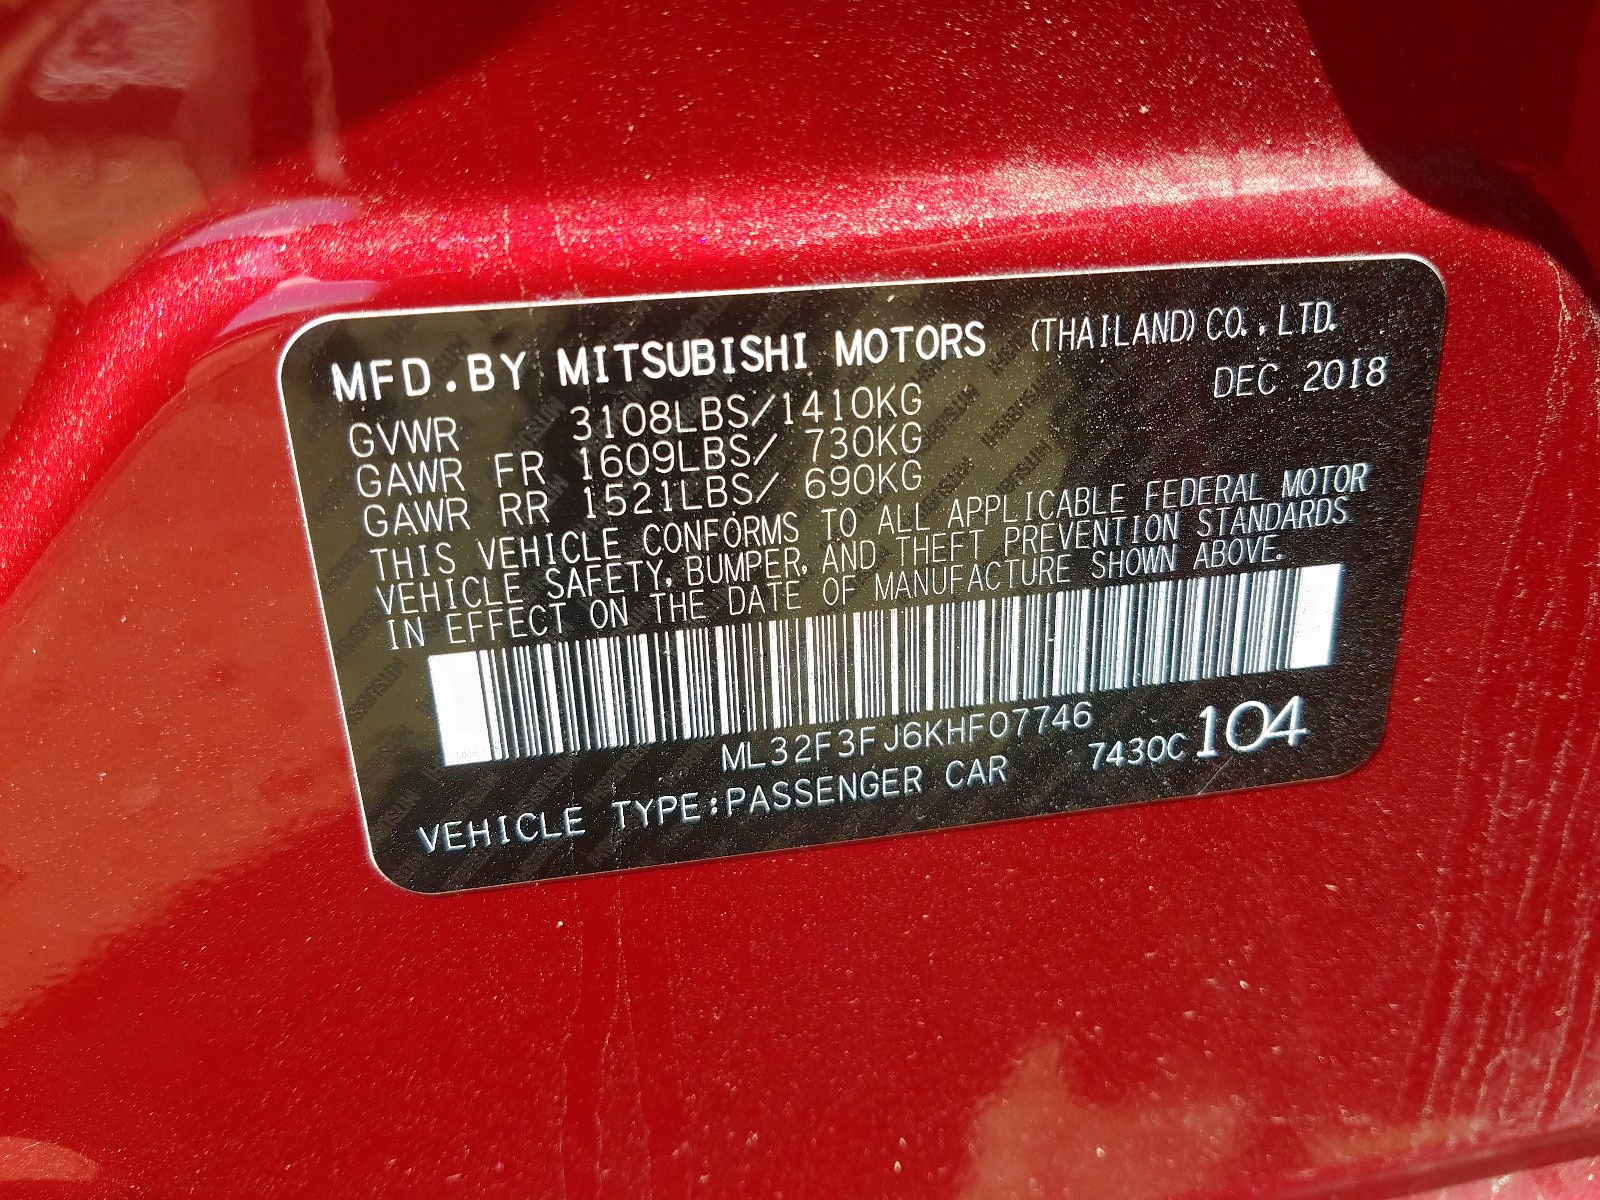 MFD.BY MITSUBISHI MOTORS (THAILAND) CO.,LTD.
DEC 2018
GVWR 3108LBS/1410KG
GAWR FR 1609LBS/ 730KG
GAWR RR 1521LBS/ 690KG
THIS VEHICLE CONFORMS TO ALL APPLICABLE FEDERAL MOTOR
VEHICLE SAFETY, BUMPER, AND THEFT PREVENTION STANDARDS
IN EFFECT ON THE DATE OF MANUFACTURE SHOWN ABOVE.
ML32F3FJ6KHF07746
7430C 104
VEHICLE TYPE:PASSENGER CAR